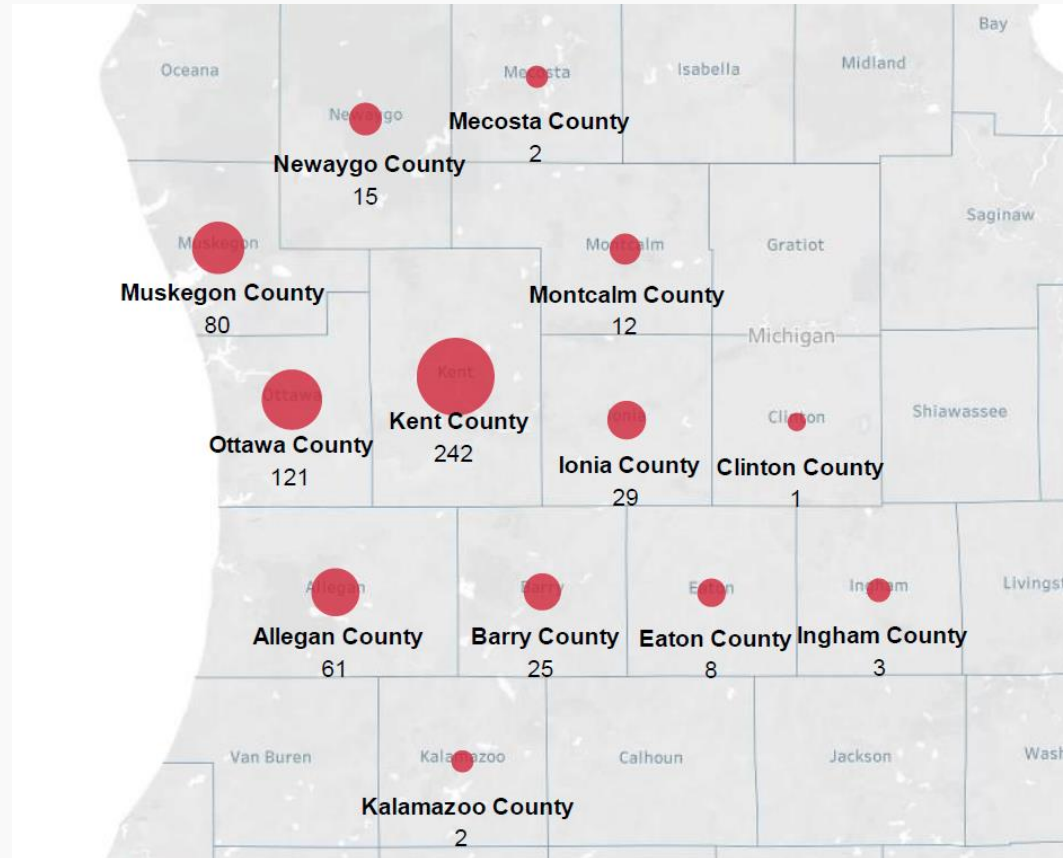 Bay
Oceana
Mecosta
Isabella
Midland
Newaygo
Mecosta County
2
Newaygo County
15
Saginaw
Muskegon
Montcalm
Gratiot
Muskegon County
80
Montcalm County
12
Michigan
Kent
Ottawa
Kent County
242
Ionia
Clinton
Shiawassee
Ottawa County
121
Ionia County
29
Clinton County
1
Allegan
Barry
Eaton
Ingham
Livingst
Allegan County
61
Barry County
25
Eaton County
8
Ingham County
3
Van Buren
Kalamazoo
Calhoun
Jackson
Wash
Kalamazoo County
2